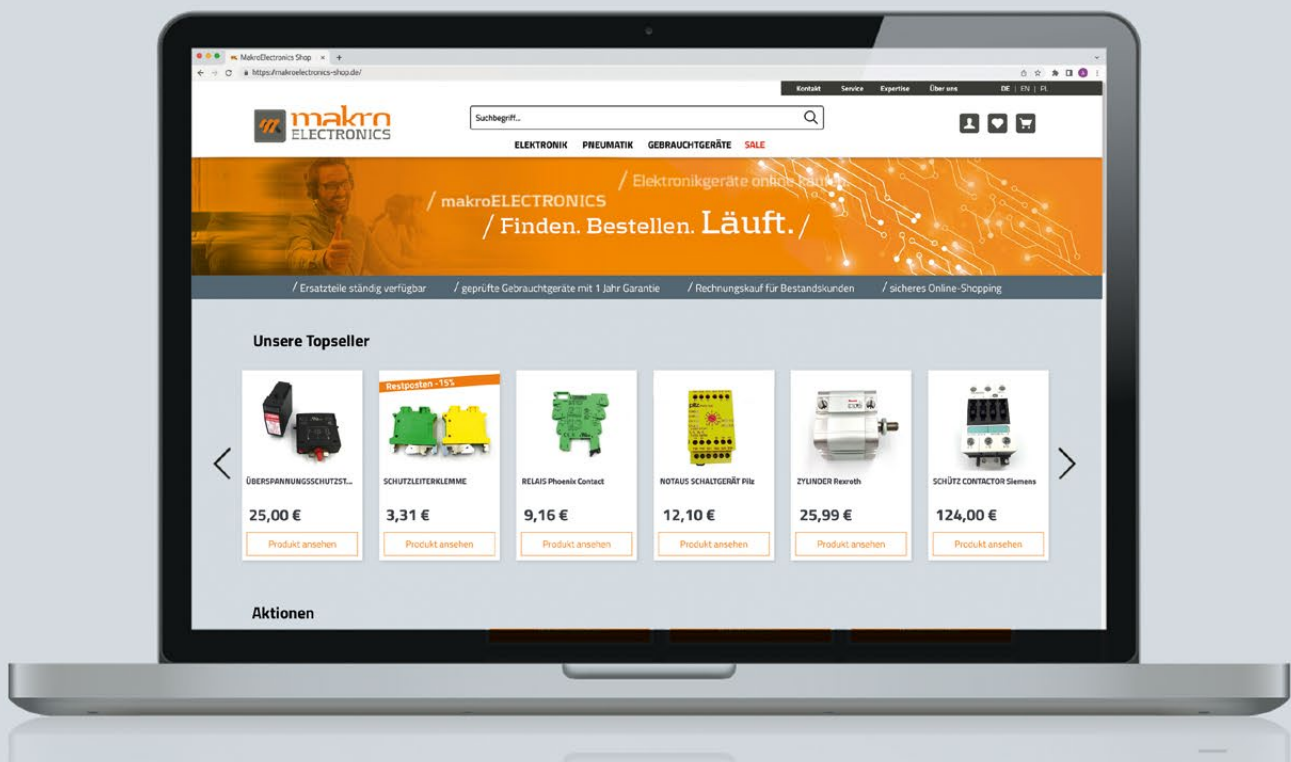 MakroElectronics Shop
https://makroelectronics-shop.de/
Kontakt Service Expertise Über uns DE | EN | PL
makro
ELECTRONICS
Suchbegriff...
ELEKTRONIK PNEUMATIK GEBRAUCHTGERÄTE SALE
/ Elektronikgeräte online kaufen.
/ makroELECTRONICS
/ Finden. Bestellen. Läuft. /
/ Ersatzteile ständig verfügbar / geprüfte Gebrauchtgeräte mit 1 Jahr Garantie / Rechnungskauf für Bestandskunden / sicheres Online-Shopping
Unsere Topseller
Restposten -15%
pilz
ÜBERSPANNUNGSSCHUTZST... SCHUTZLEITERKLEMME RELAIS Phoenix Contact NOTAUS SCHALTGERÄT Pilz ZYLINDER Rexroth SCHÜTZ CONTACTOR Siemens
25,00 € 3,31 € 9,16 € 12,10 € 25,99 € 124,00 €
Produkt ansehen Produkt ansehen Produkt ansehen Produkt ansehen Produkt ansehen Produkt ansehen
Aktionen